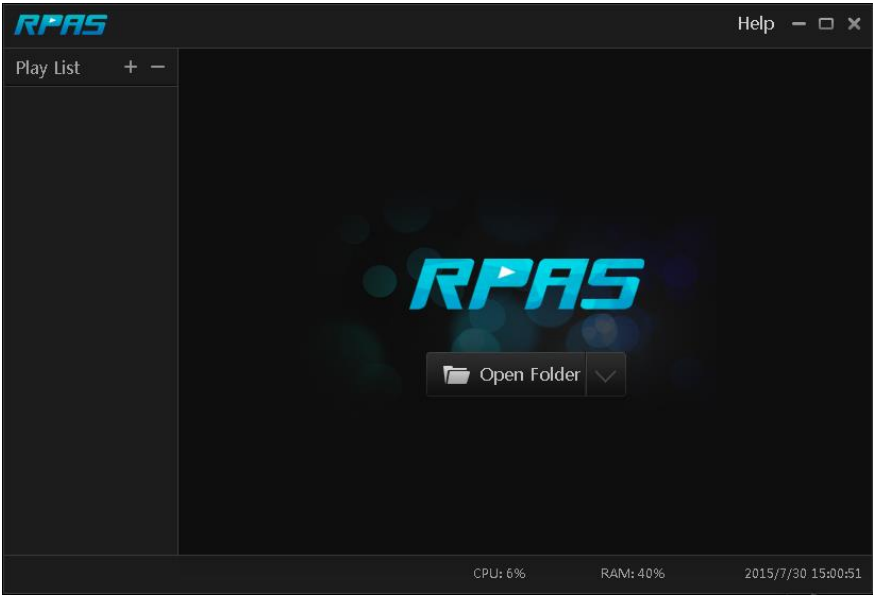 RPAS
Help
Play List + −
RPAS
Open Folder
CPU: 6% RAM: 40% 2015/7/30 15:00:51